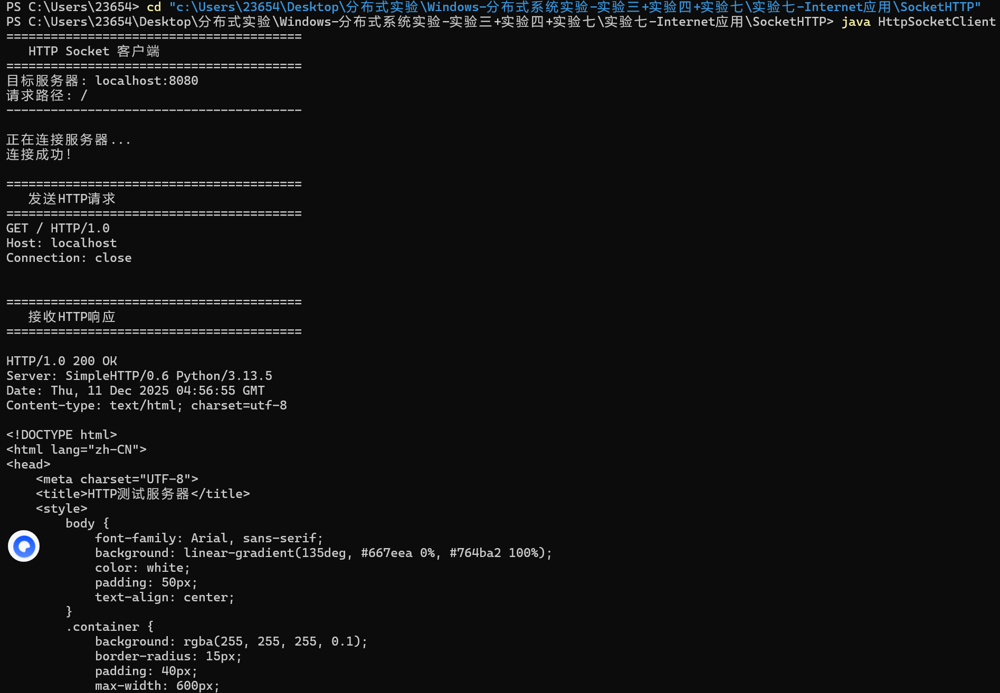 PS C:\Users\23654> cd "c:\Users\23654\Desktop\分布式实验\Windows-分布式系统实验-实验三+实验四+实验七\实验七-Internet应用\SocketHTTP"
PS C:\Users\23654\Desktop\分布式实验\Windows-分布式系统实验-实验三+实验四+实验七\实验七-Internet应用\SocketHTTP> java HttpSocketClient
========================================
   HTTP Socket 客户端
========================================
目标服务器: localhost:8080
请求路径: /
----------------------------------------
正在连接服务器...
连接成功!
========================================
   发送HTTP请求
========================================
GET / HTTP/1.0
Host: localhost
Connection: close
========================================
   接收HTTP响应
========================================
HTTP/1.0 200 OK
Server: SimpleHTTP/0.6 Python/3.13.5
Date: Thu, 11 Dec 2025 04:56:55 GMT
Content-type: text/html; charset=utf-8
<!DOCTYPE html>
<html lang="zh-CN">
<head>
    <meta charset="UTF-8">
    <title>HTTP测试服务器</title>
    <style>
        body {
            font-family: Arial, sans-serif;
            background: linear-gradient(135deg, #667eea 0%, #764ba2 100%);
            color: white;
            padding: 50px;
            text-align: center;
        }
        .container {
            background: rgba(255, 255, 255, 0.1);
            border-radius: 15px;
            padding: 40px;
            max-width: 600px;